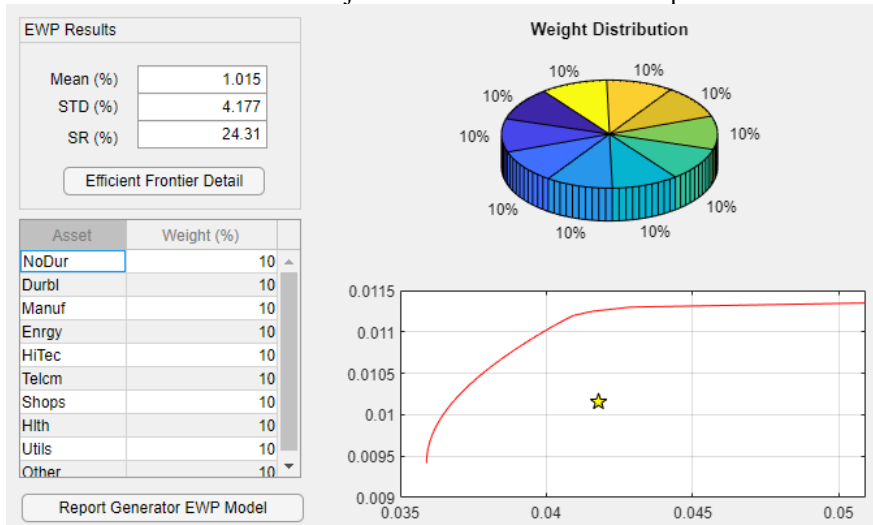 EWP Results
Mean (%) 1.015
STD (%) 4.177
SR (%) 24.31
Efficient Frontier Detail
Asset Weight (%)
NoDur 10
Durbl 10
Manuf 10
Enrgy 10
HiTec 10
Telcm 10
Shops 10
Hlth 10
Utils 10
Other 10
Report Generator EWP Model
Weight Distribution
10% 10%
10% 10%
10% 10%
10% 10%
10% 10%
0.0115
0.011
0.0105
0.01
0.0095
0.009
0.035 0.04 0.045 0.05